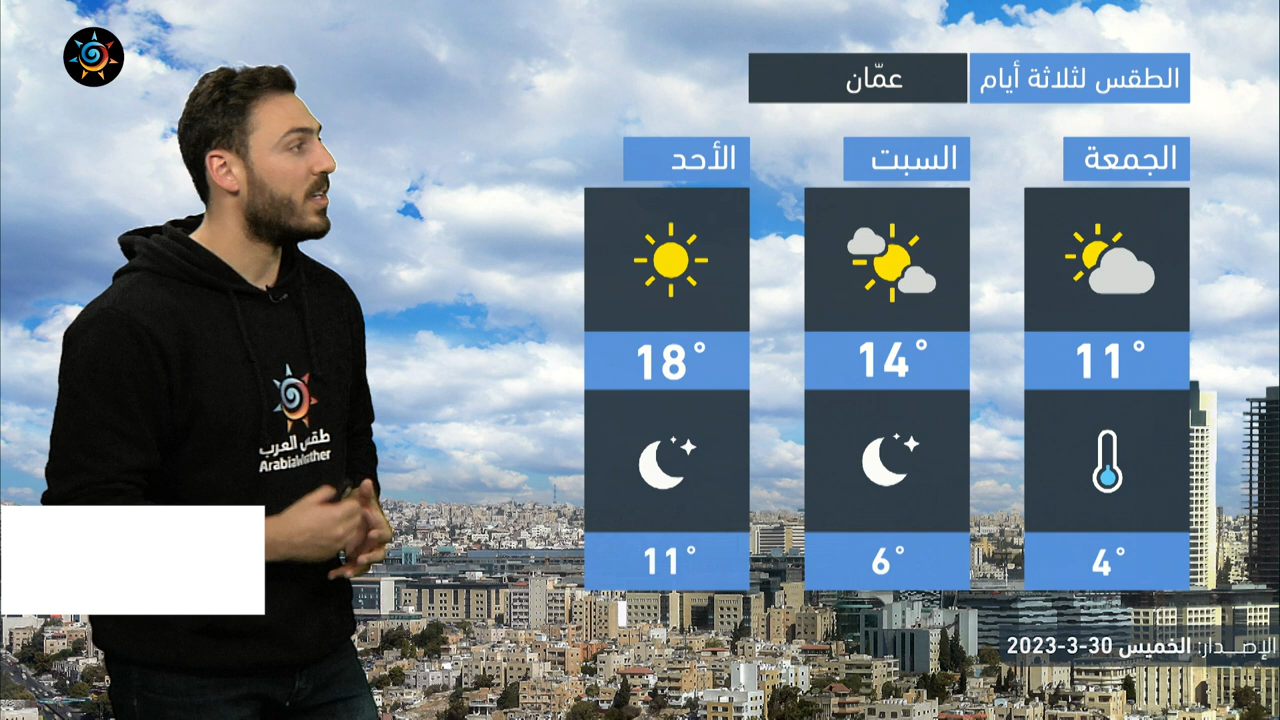 الطقس لثلاثة أيام
عمّان
الجمعة
السبت
الأحد
11°
14°
18°
4°
6°
11°
الإصـــدار: الخميس 30-3-2023
طقس العرب
ArabiaWeather